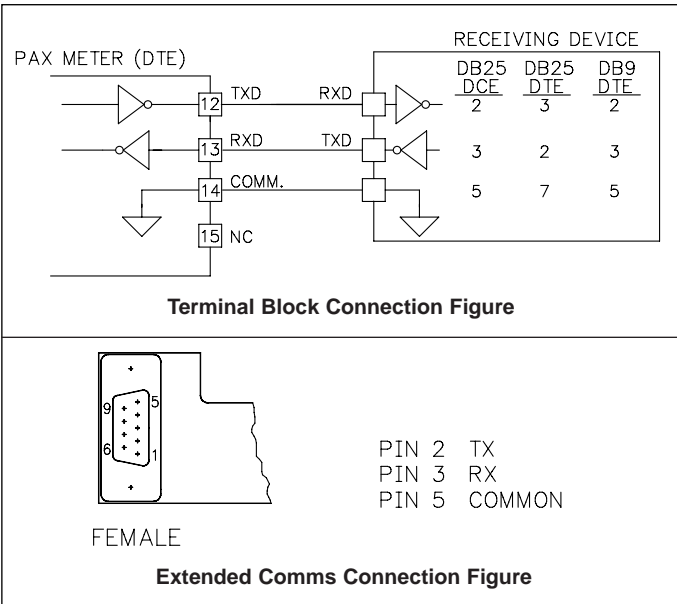 RECEIVING DEVICE
PAX METER (DTE)
DB25 DB25 DB9
DCE DTE DTE
12 TXD RXD 2 3 2
13 RXD TXD 3 2 3
14 COMM. 5 7 5
15 NC
Terminal Block Connection Figure
9 5
6 1
PIN 2 TX
PIN 3 RX
PIN 5 COMMON
FEMALE
Extended Comms Connection Figure